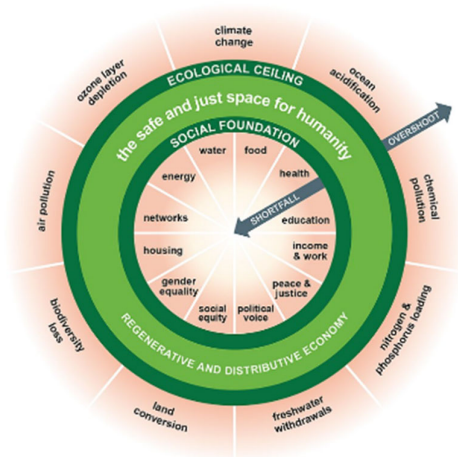 climate
change
ocean
acidification
chemical
pollution
nitrogen &
phosphorus loading
freshwater
withdrawals
land
conversion
biodiversity
loss
air pollution
ozone layer
depletion
OVERSHOOT
ECOLOGICAL CEILING
the safe and just space for humanity
SOCIAL FOUNDATION
water
food
health
SHORTFALL
education
income
& work
peace &
justice
political
voice
social
equity
gender
equality
housing
networks
energy
REGENERATIVE AND DISTRIBUTIVE ECONOMY